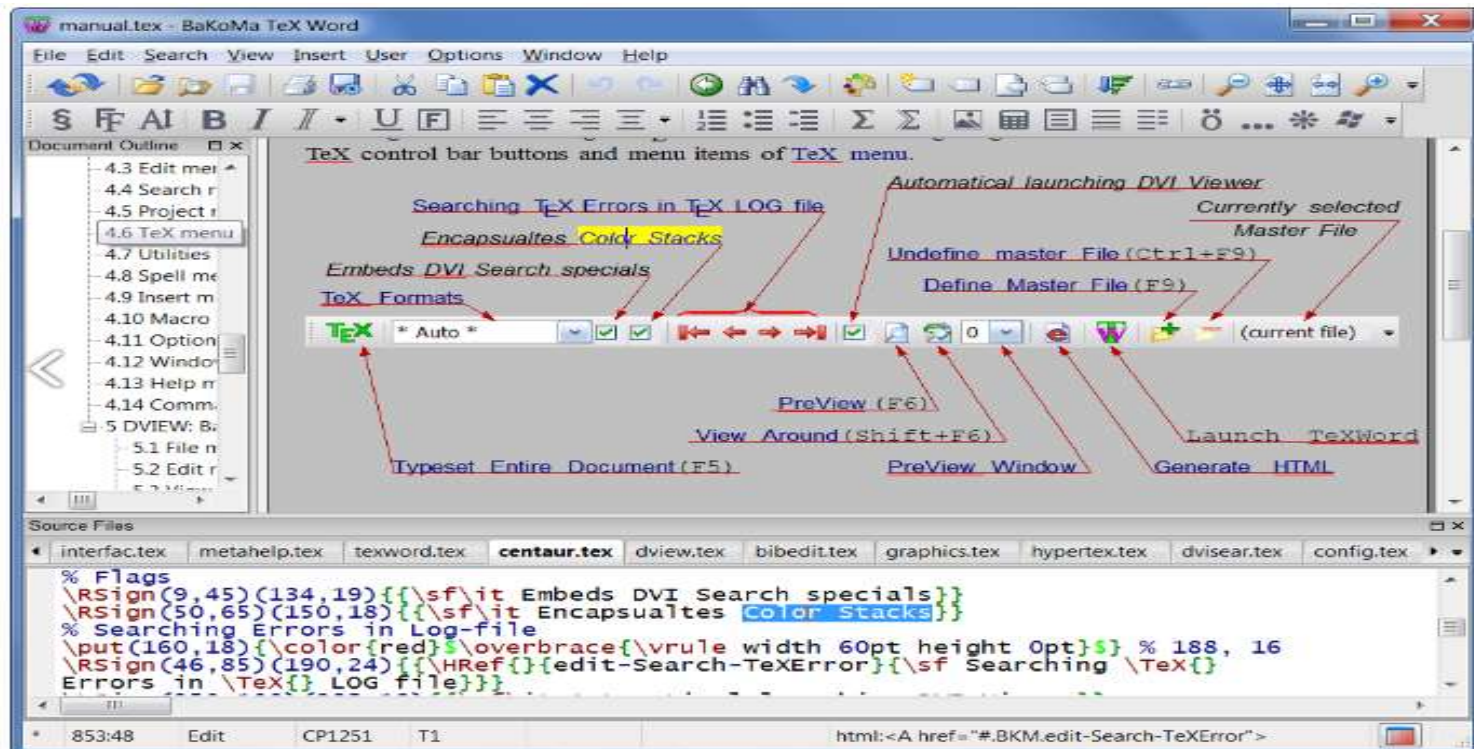 manual.tex - BaKoMa TeX Word
File Edit Search View Insert User Options Window Help
Document Outline
TeX control bar buttons and menu items of TeX menu.
4.3 Edit mer
4.4 Search r
4.5 Project r
4.6 TeX menu
4.7 Utilities
4.8 Spell me
4.9 Insert m
4.10 Macro
4.11 Option
4.12 Windo
4.13 Help m
4.14 Comm
5 DVIEW: Ba
5.1 File n
5.2 Edit r
Automatical launching DVI Viewer
Searching TEX Errors in TEX LOG file
Currently selected
Master File
Encapsualtes Color Stacks
Undefine master File (Ctrl+F9)
Embeds DVI Search specials
Define Master File (F9)
TeX Formats
TEX * Auto * 0 (current file)
PreView (F6)
View Around (Shift+F6)
Launch TeXWord
Typeset Entire Document (F5)
PreView Window
Generate HTML
Source Files
interfac.tex metahelp.tex texword.tex centaur.tex dview.tex bibedit.tex graphics.tex hypertex.tex dvisear.tex config.tex
% Flags
\RSign(9,45)(134,19){{\sf\it Embeds DVI Search specials}}
\RSign(50,65)(150,18){{\sf\it Encapsualtes Color Stacks}}
% Searching Errors in Log-file
\put(160,18){\color{red}$\overbrace{\vrule width 60pt height 0pt}$} % 188, 16
\RSign(46,85)(190,24){{\HRef{}{edit-Search-TeXError}{\sf Searching \TeX{}
Errors in \TeX{} LOG file}}}
* 853:48 Edit CP1251 T1 html:<A href="#.BKM.edit-Search-TeXError">